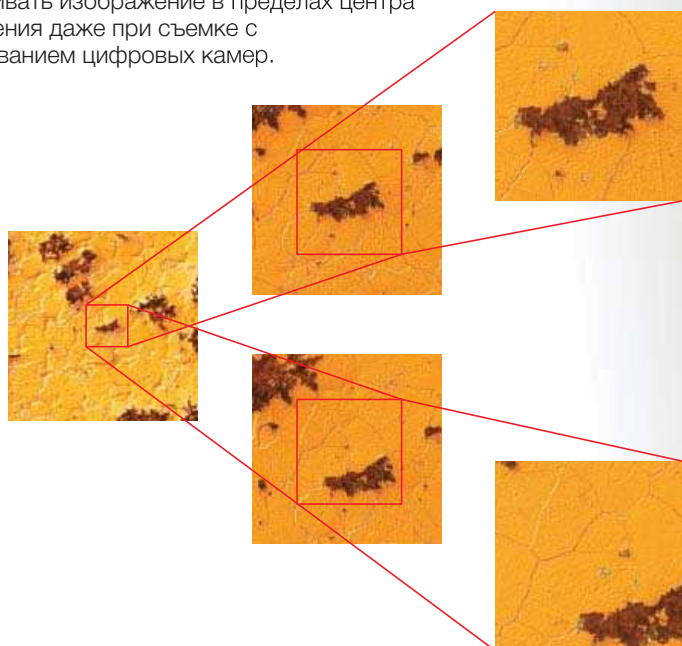 ивать изображение в пределах центра
ения даже при съемке с
ванием цифровых камер.